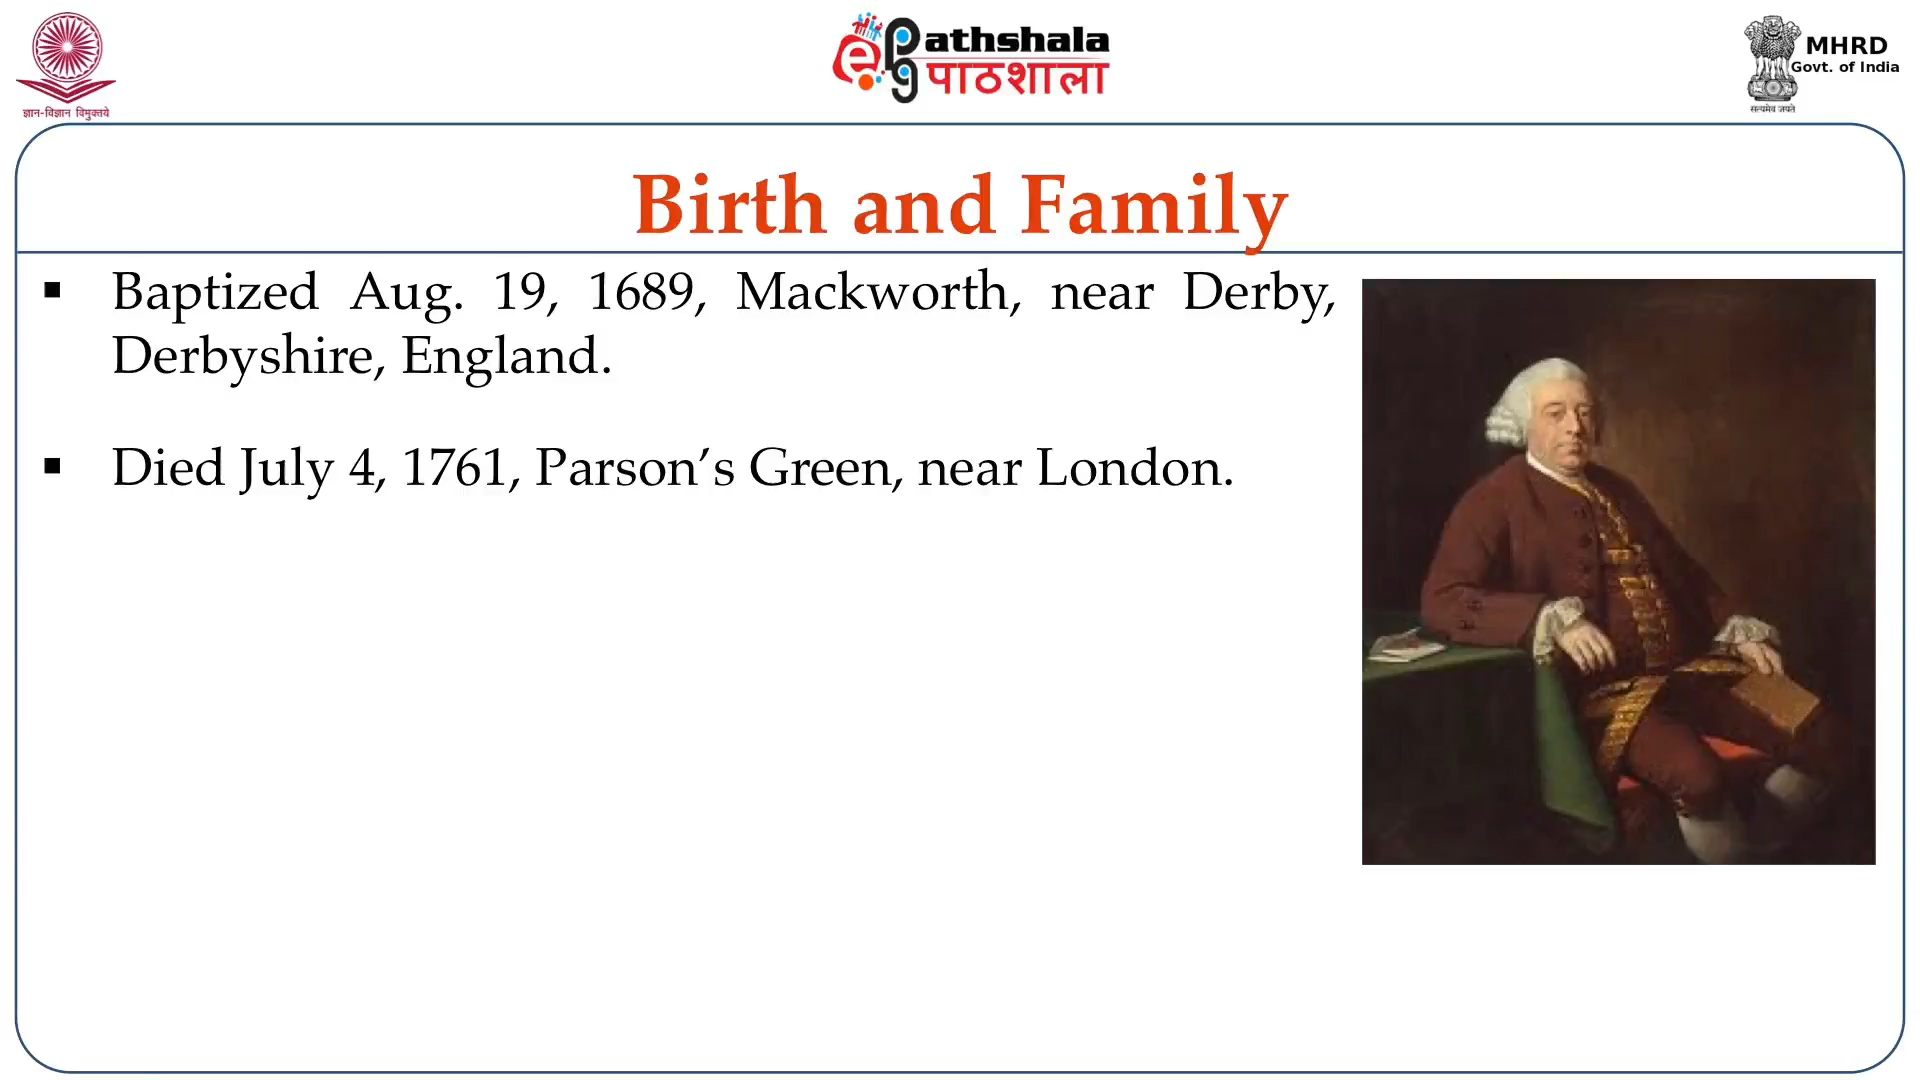 ज्ञान-विज्ञान विमुक्तये
e Pg Pathshala
पाठशाला
MHRD
Govt. of India
सत्यमेव जयते
Birth and Family
▪ Baptized Aug. 19, 1689, Mackworth, near Derby,
Derbyshire, England.
▪ Died July 4, 1761, Parson’s Green, near London.